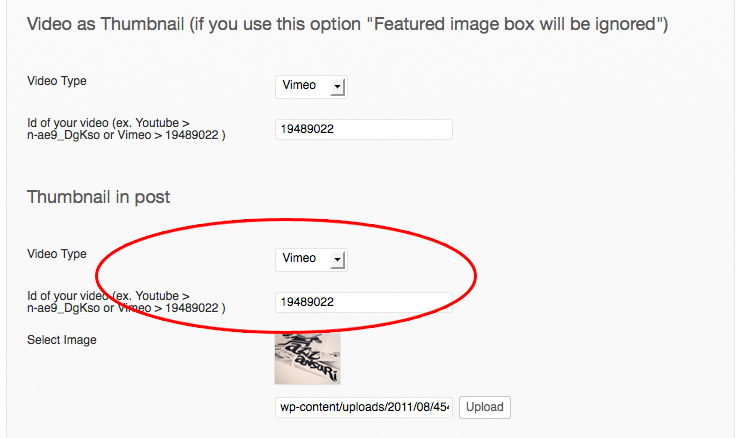 Video as Thumbnail (if you use this option "Featured image box will be ignored")
Video Type
Vimeo
Id of your video (ex. Youtube >
n-ae9_DgKso or Vimeo > 19489022 )
19489022
Thumbnail in post
Video Type
Vimeo
Id of your video (ex. Youtube >
n-ae9_DgKso or Vimeo > 19489022 )
19489022
Select Image
wp-content/uploads/2011/08/454
Upload